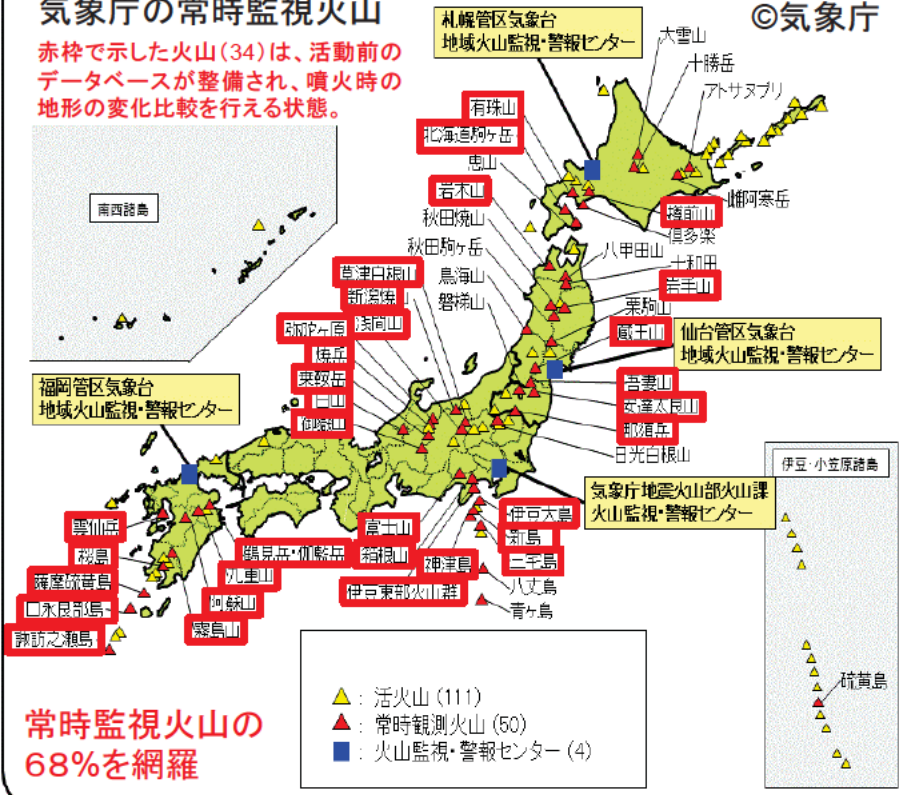 気象庁の常時監視火山
©気象庁
赤枠で示した火山(34)は、活動前の
データベースが整備され、噴火時の
地形の変化比較を行える状態。
札幌管区気象台
地域火山監視・警報センター
大雪山
十勝岳
アトサヌプリ
有珠山
北海道駒ヶ岳
恵山
岩木山
秋田焼山
秋田駒ヶ岳
鳥海山
磐梯山
雌阿寒岳
樽前山
倶多楽
八甲田山
十和田
岩手山
栗駒山
蔵王山
仙台管区気象台
地域火山監視・警報センター
吾妻山
安達太良山
那須岳
日光白根山
南西諸島
草津白根山
新潟焼
浅間山
弥陀ヶ原
焼岳
乗鞍岳
白山
御嶽山
福岡管区気象台
地域火山監視・警報センター
気象庁地震火山部火山課
火山監視・警報センター
伊豆・小笠原諸島
雲仙岳
桜島
薩摩硫黄島
口永良部島
諏訪之瀬島
鶴見岳・伽藍岳
九重山
阿蘇山
霧島山
富士山
箱根山
伊豆東部火山群
伊豆大島
新島
神津島
三宅島
八丈島
青ヶ島
硫黄島
:活火山(111)
:常時観測火山(50)
:火山監視・警報センター(4)
常時監視火山の
68%を網羅